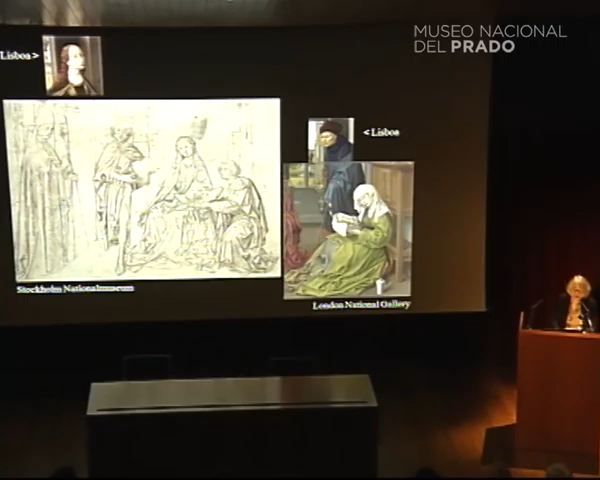 MUSEO NACIONAL
DEL PRADO
Lisboa >
< Lisboa
Stockholm Nationalmuseum
London National Gallery